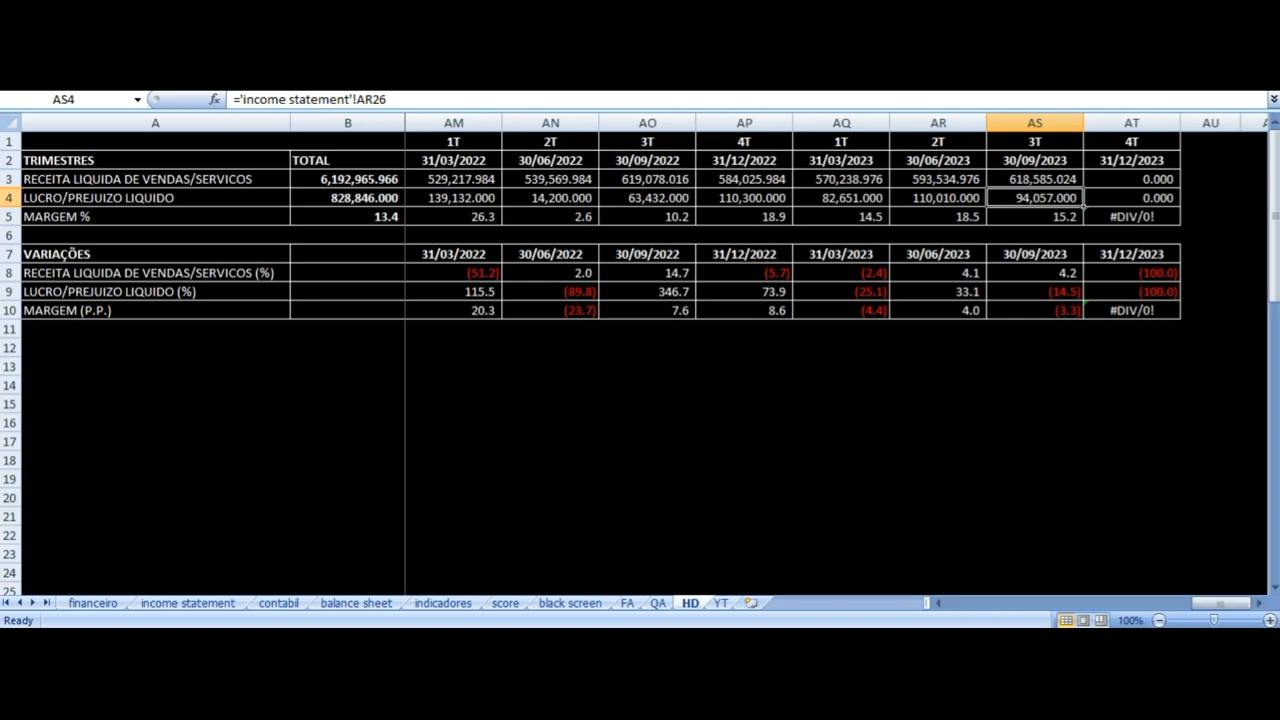 AS4 fx ='income statement'!AR26
A B AM AN AO AP AQ AR AS AT AU
1 1T 2T 3T 4T 1T 2T 3T 4T
2 TRIMESTRES TOTAL 31/03/2022 30/06/2022 30/09/2022 31/12/2022 31/03/2023 30/06/2023 30/09/2023 31/12/2023
3 RECEITA LIQUIDA DE VENDAS/SERVICOS 6,192,965.966 529,217.984 539,569.984 619,078.016 584,025.984 570,238.976 593,534.976 618,585.024 0.000
4 LUCRO/PREJUIZO LIQUIDO 828,846.000 139,132.000 14,200.000 63,432.000 110,300.000 82,651.000 110,010.000 94,057.000 0.000
5 MARGEM % 13.4 26.3 2.6 10.2 18.9 14.5 18.5 15.2 #DIV/0!
6
7 VARIAÇÕES 31/03/2022 30/06/2022 30/09/2022 31/12/2022 31/03/2023 30/06/2023 30/09/2023 31/12/2023
8 RECEITA LIQUIDA DE VENDAS/SERVICOS (%) (51.2) 2.0 14.7 (5.7) (2.4) 4.1 4.2 (100.0)
9 LUCRO/PREJUIZO LIQUIDO (%) 115.5 (89.8) 346.7 73.9 (25.1) 33.1 (14.5) (100.0)
10 MARGEM (P.P.) 20.3 (23.7) 7.6 8.6 (4.4) 4.0 (3.3) #DIV/0!
11
12
13
14
15
16
17
18
19
20
21
22
23
24
25
financeiro income statement contabil balance sheet indicadores score black screen FA QA HD YT
Ready 100%